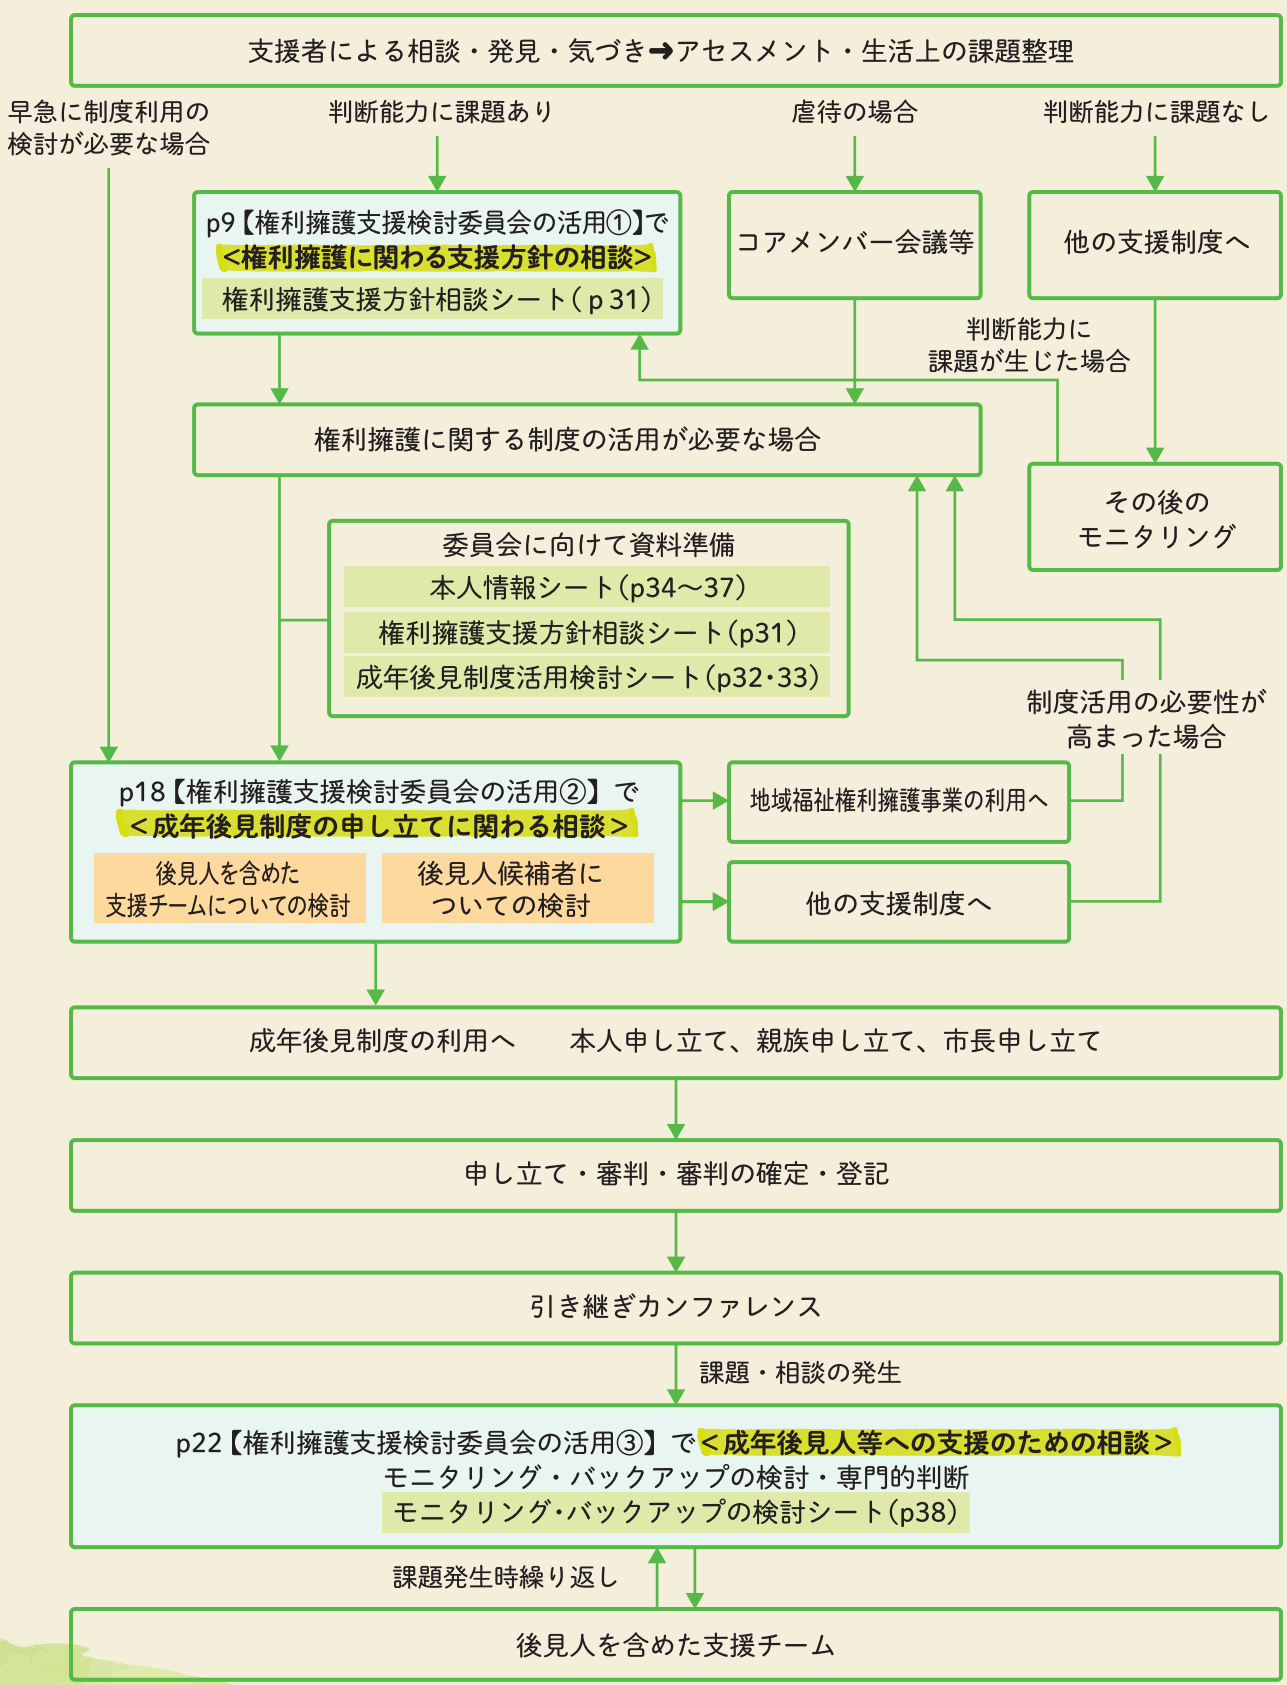 支援者による相談・発見・気づき➡アセスメント・生活上の課題整理
早急に制度利用の
検討が必要な場合
判断能力に課題あり
虐待の場合
判断能力に課題なし
p9【権利擁護支援検討委員会の活用①】で
<権利擁護に関わる支援方針の相談>
権利擁護支援方針相談シート(p31)
コアメンバー会議等
他の支援制度へ
判断能力に
課題が生じた場合
権利擁護に関する制度の活用が必要な場合
その後の
モニタリング
委員会に向けて資料準備
本人情報シート(p34〜37)
権利擁護支援方針相談シート(p31)
成年後見制度活用検討シート(p32・33)
制度活用の必要性が
高まった場合
p18【権利擁護支援検討委員会の活用②】で
<成年後見制度の申し立てに関わる相談>
後見人を含めた
支援チームについての検討
後見人候補者に
ついての検討
地域福祉権利擁護事業の利用へ
他の支援制度へ
成年後見制度の利用へ　本人申し立て、親族申し立て、市長申し立て
申し立て・審判・審判の確定・登記
引き継ぎカンファレンス
課題・相談の発生
p22【権利擁護支援検討委員会の活用③】で<成年後見人等への支援のための相談>
モニタリング・バックアップの検討・専門的判断
モニタリング・バックアップの検討シート(p38)
課題発生時繰り返し
後見人を含めた支援チーム